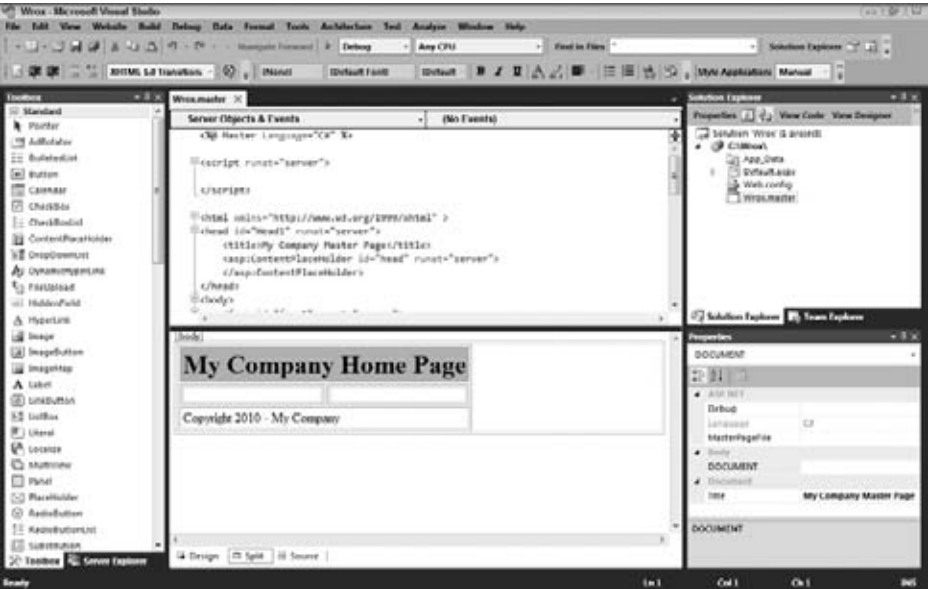 Wrox - Microsoft Visual Studio
File Edit View Website Build Debug Data Format Tools Architecture Test Analyze Window Help
Navigate Forward Debug Any CPU Find in Files Solution Explorer
XHTML 1.0 Transition (None) (Default Font) (Default B I U A Style Application: Manual
Toolbox
Standard
Pointer
AdRotator
BulletedList
Button
Calendar
CheckBox
CheckBoxList
ContentPlaceHolder
DropDownList
DynamicHyperLink
FileUpload
HiddenField
HyperLink
Image
ImageButton
ImageMap
Label
LinkButton
ListBox
Literal
Localize
MultiView
Panel
PlaceHolder
RadioButton
RadioButtonList
Substitution
Toolbox Server Explorer
Wrox.master
Server Objects & Events (No Events)
<%@ Master Language="C#" %>
<script runat="server">
</script>
<html xmlns="http://www.w3.org/1999/xhtml" >
<head id="Head1" runat="server">
<title>My Company Master Page</title>
<asp:ContentPlaceHolder id="head" runat="server">
</asp:ContentPlaceHolder>
</head>
<body>
[body]
My Company Home Page
Copyright 2010 - My Company
Design Split Source
Solution Explorer
Properties View Code View Designer
Solution 'Wrox' (1 project)
C:\Wrox\
App_Data
Default.aspx
Web.config
Wrox.master
Solution Explorer Team Explorer
Properties
DOCUMENT
ASP.NET
Debug
Language C#
MasterPageFile
Body
DOCUMENT
Document
Title My Company Master Page
DOCUMENT
Ready Ln 1 Col 1 Ch 1 INS